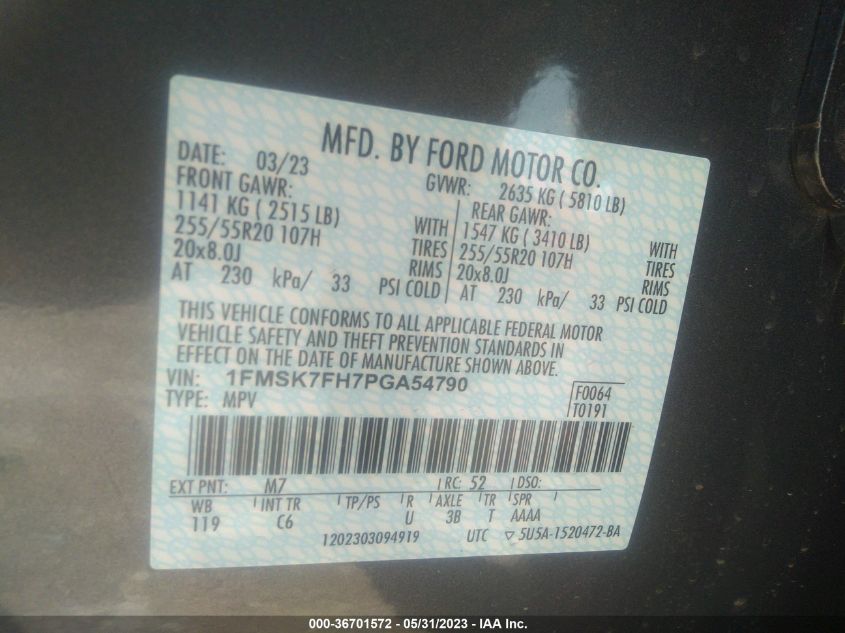 MFD. BY FORD MOTOR CO.
DATE: 03/23
GVWR: 2635 KG ( 5810 LB)
FRONT GAWR:
1141 KG ( 2515 LB)
255/55R20 107H
20x8.0J
AT 230 kPa/ 33
WITH
TIRES
RIMS
PSI COLD
REAR GAWR:
1547 KG ( 3410 LB)
255/55R20 107H
20x8.0J
AT 230 kPa/ 33
WITH
TIRES
RIMS
PSI COLD
THIS VEHICLE CONFORMS TO ALL APPLICABLE FEDERAL MOTOR
VEHICLE SAFETY AND THEFT PREVENTION STANDARDS IN
EFFECT ON THE DATE OF MANUFACTURE SHOWN ABOVE.
VIN: 1FMSK7FH7PGA54790
TYPE: MPV
F0064
T0191
EXT PNT: M7 RC: 52 DSO:
WB INT TR TP/PS R AXLE TR SPR
119 C6 U 3B T AAAA
1202303094919 UTC ▽ 5U5A-1520472-BA
000-36701572 - 05/31/2023 - IAA Inc.